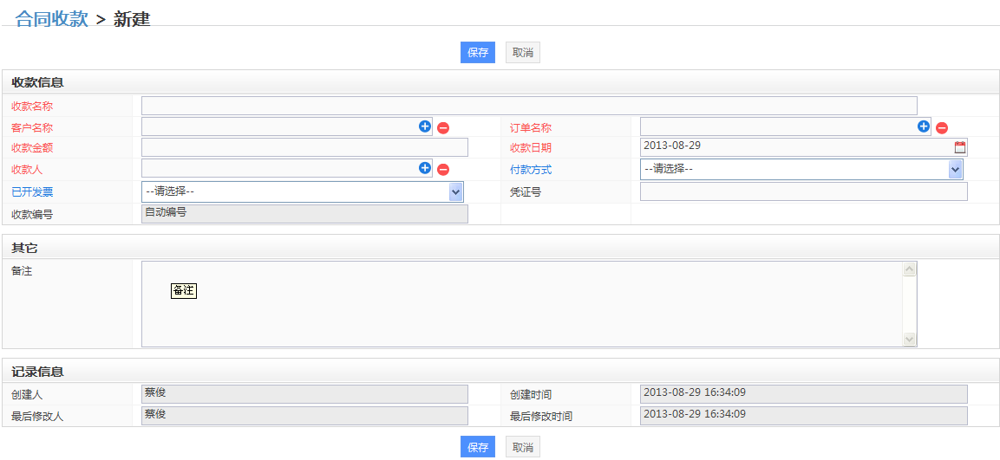 合同收款 > 新建
保存 取消
收款信息
收款名称
客户名称 订单名称
收款金额 收款日期 2013-08-29
收款人 付款方式 --请选择--
已开发票 --请选择-- 凭证号
收款编号 自动编号
其它
备注
备注
记录信息
创建人 蔡俊 创建时间 2013-08-29 16:34:09
最后修改人 蔡俊 最后修改时间 2013-08-29 16:34:09
保存 取消